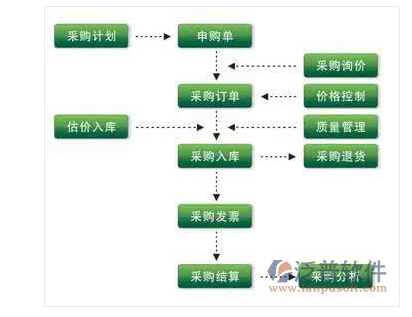 采购计划
申购单
采购询价
采购订单
价格控制
估价入库
质量管理
采购入库
采购退货
采购发票
采购结算
采购分析
泛普软件
www.fanpusoft.com